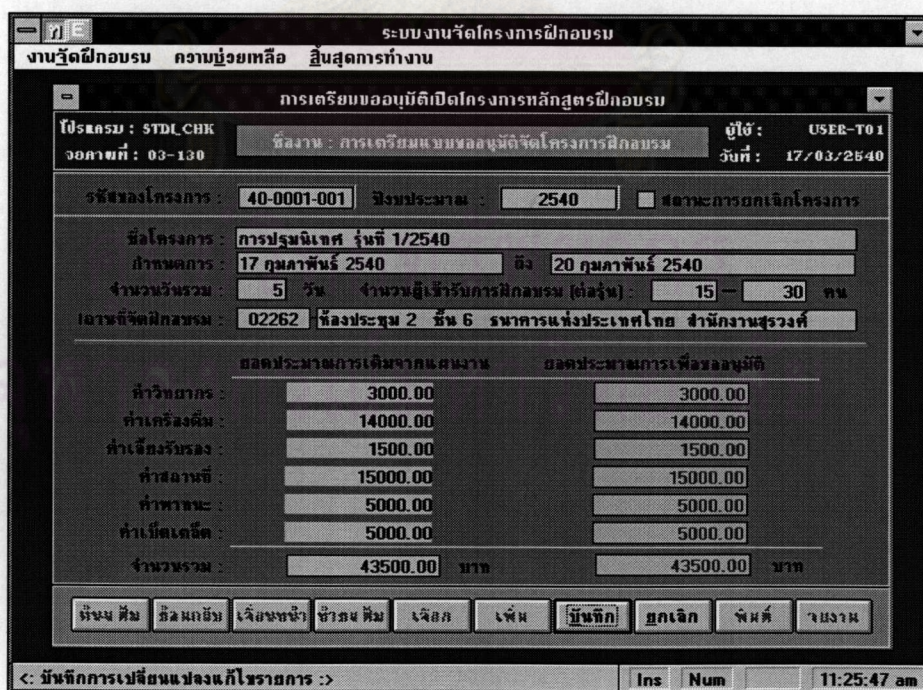 ระบบงานจัดโครงการฝึกอบรม
งานจัดฝึกอบรม ความช่วยเหลือ สิ้นสุดการทำงาน
การเตรียมขออนุมัติเปิดโครงการหลักสูตรฝึกอบรม
โปรแกรม : STDI_CHK
จอภาพที่ : 03-130
ชื่องาน : การเตรียมแบบขออนุมัติจัดโครงการฝึกอบรม
ผู้ใช้ : USER-T01
วันที่ : 17/03/2540
รหัสของโครงการ : 40-0001-001 ปีงบประมาณ : 2540 สถานะการยกเลิกโครงการ
ชื่อโครงการ : การปฐมนิเทศ รุ่นที่ 1/2540
กำหนดการ : 17 กุมภาพันธ์ 2540 ถึง 20 กุมภาพันธ์ 2540
จำนวนวันรวม : 5 วัน จำนวนผู้เข้ารับการฝึกอบรม (ต่อรุ่น) : 15 – 30 คน
สถานที่จัดฝึกอบรม : 02262 ห้องประชุม 2 ชั้น 6 ธนาคารแห่งประเทศไทย สำนักงานสุรวงศ์
ยอดประมาณการเดิมจากแผนงาน ยอดประมาณการเพื่อขออนุมัติ
ค่าวิทยากร : 3000.00 3000.00
ค่าเครื่องดื่ม : 14000.00 14000.00
ค่าเลี้ยงรับรอง : 1500.00 1500.00
ค่าสถานที่ : 15000.00 15000.00
ค่าพาหนะ : 5000.00 5000.00
ค่าเบ็ดเตล็ด : 5000.00 5000.00
จำนวนรวม : 43500.00 บาท 43500.00 บาท
ต้นแฟ้ม ย้อนกลับ เลื่อนหน้า ท้ายแฟ้ม เลือก เพิ่ม บันทึก ยกเลิก พิมพ์ จบงาน
<: บันทึกการเปลี่ยนแปลงแก้ไขรายการ :> Ins Num 11:25:47 am